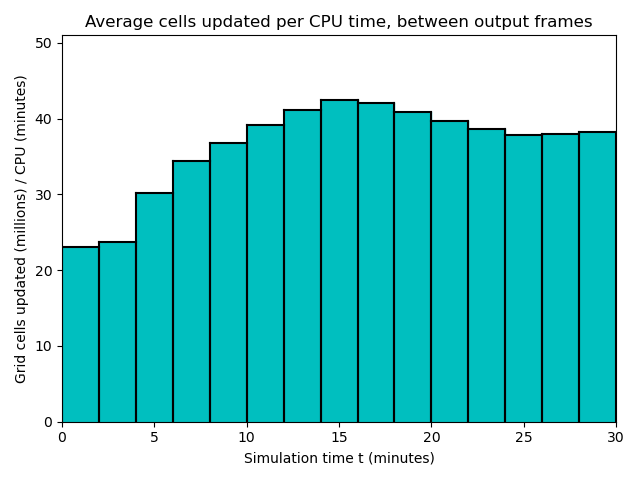 Average cells updated per CPU time, between output frames
Grid cells updated (millions) / CPU (minutes)
50
40
30
20
10
0
0 5 10 15 20 25 30
Simulation time t (minutes)